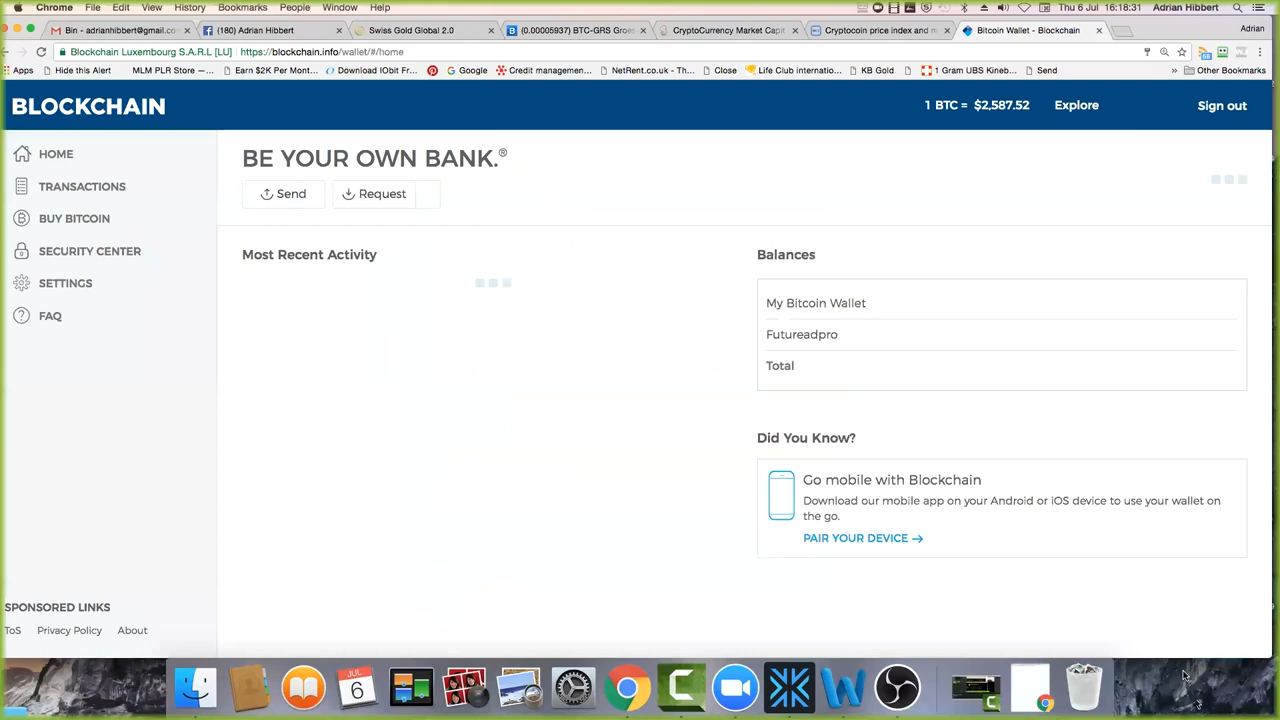 Chrome File Edit View History Bookmarks People Window Help Thu 6 Jul 16:18:31 Adrian Hibbert
Bin - adrianhibbert@gmail.co (180) Adrian Hibbert Swiss Gold Global 2.0 (0.00005937) BTC-GRS Groes CryptoCurrency Market Capi Cryptocoin price index and m Bitcoin Wallet - Blockchain Adrian
Blockchain Luxembourg S.A.R.L [LU] https://blockchain.info/wallet/#/home
Apps Hide this Alert MLM PLR Store —... Earn $2K Per Mont... Download IObit Fr... Google Credit managemen... NetRent.co.uk - Th... Close Life Club internatio... KB Gold 1 Gram UBS Kineb... Send » Other Bookmarks
BLOCKCHAIN 1 BTC = $2,587.52 Explore Sign out
HOME
TRANSACTIONS
BUY BITCOIN
SECURITY CENTER
SETTINGS
FAQ
BE YOUR OWN BANK.®
Send Request
Most Recent Activity
Balances
My Bitcoin Wallet
Futureadpro
Total
Did You Know?
Go mobile with Blockchain
Download our mobile app on your Android or iOS device to use your wallet on
the go.
PAIR YOUR DEVICE →
SPONSORED LINKS
ToS Privacy Policy About
JUL
6